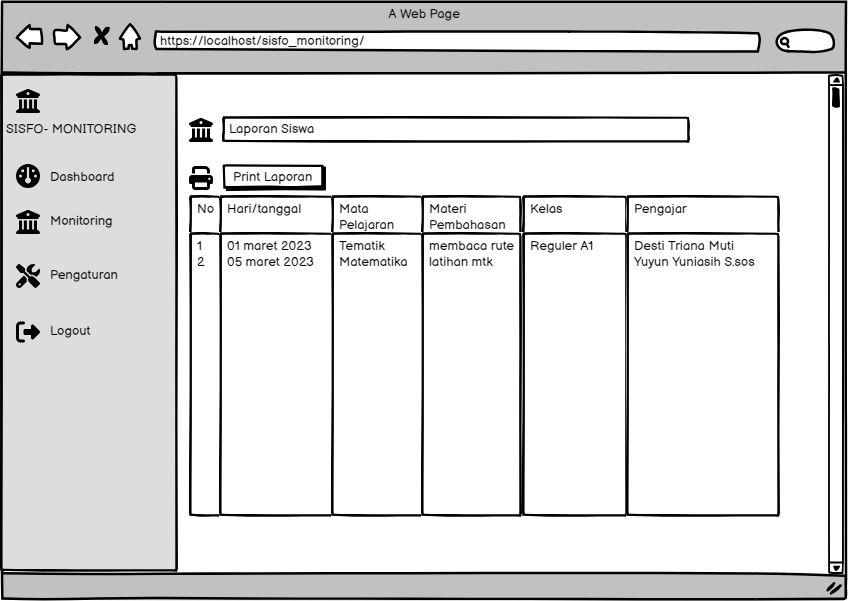 A Web Page
https://localhost/sisfo_monitoring/
SISFO- MONITORING
Dashboard
Monitoring
Pengaturan
Logout
Laporan Siswa
Print Laporan
No Hari/tanggal Mata Pelajaran Materi Pembahasan Kelas Pengajar
1 01 maret 2023 Tematik membaca rute Reguler A1 Desti Triana Muti
2 05 maret 2023 Matematika latihan mtk Yuyun Yuniasih S.sos